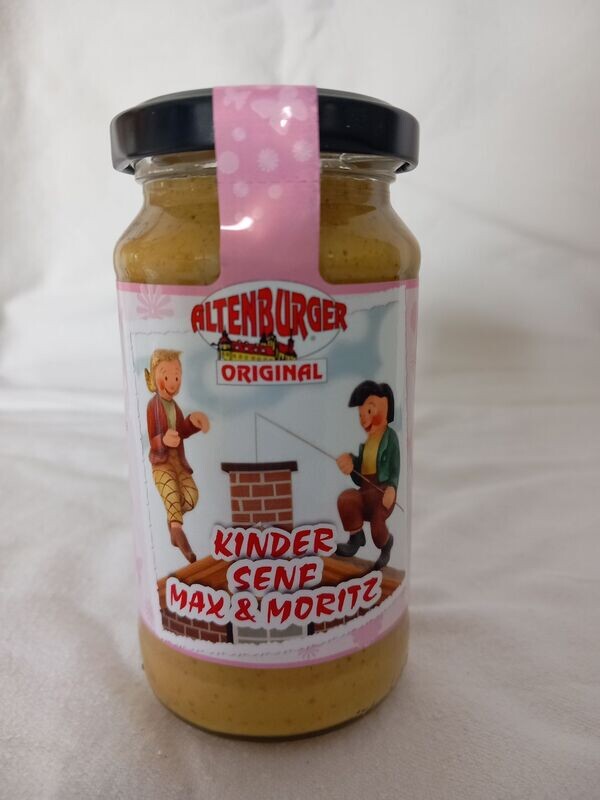 ALTENBURGER
ORIGINAL
KINDER
SENF
MAX & MORITZ